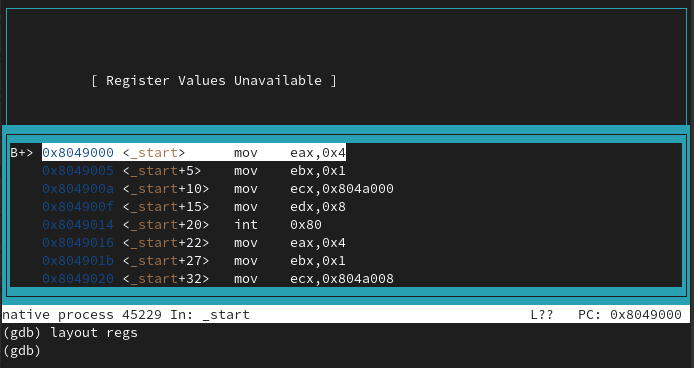 [ Register Values Unavailable ]
B+> 0x8049000 <_start> mov eax,0x4
0x8049005 <_start+5> mov ebx,0x1
0x804900a <_start+10> mov ecx,0x804a000
0x804900f <_start+15> mov edx,0x8
0x8049014 <_start+20> int 0x80
0x8049016 <_start+22> mov eax,0x4
0x804901b <_start+27> mov ebx,0x1
0x8049020 <_start+32> mov ecx,0x804a008
native process 45229 In: _start L?? PC: 0x8049000
(gdb) layout regs
(gdb)